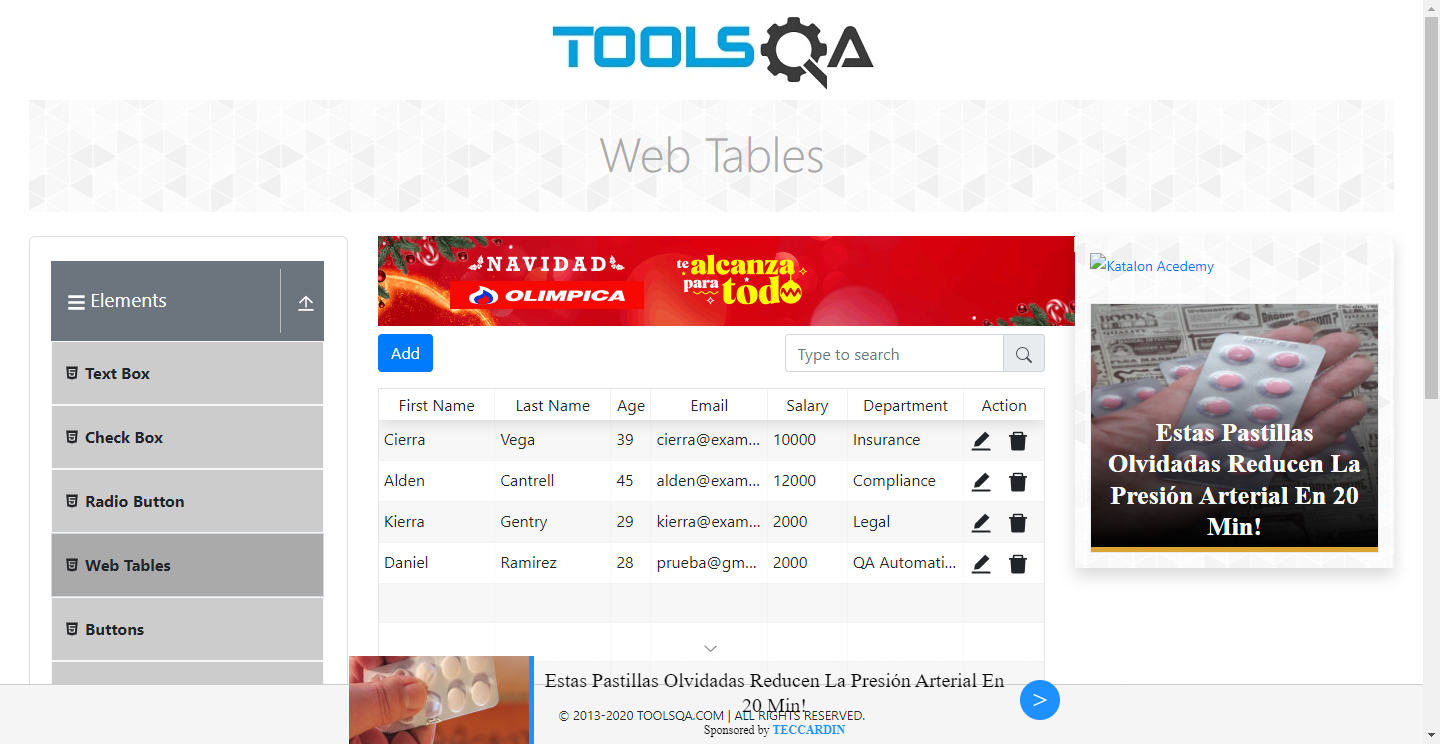 TOOLSQA
Web Tables
Elements
Text Box
Check Box
Radio Button
Web Tables
Buttons
NAVIDAD
OLIMPICA
te alcanza
para todo
Add
Type to search
First Name Last Name Age Email Salary Department Action
Cierra Vega 39 cierra@exam... 10000 Insurance
Alden Cantrell 45 alden@exam... 12000 Compliance
Kierra Gentry 29 kierra@exam... 2000 Legal
Daniel Ramirez 28 prueba@gm... 2000 QA Automati...
Katalon Acedemy
Estas Pastillas
Olvidadas Reducen La
Presión Arterial En 20
Min!
Estas Pastillas Olvidadas Reducen La Presión Arterial En
20 Min!
© 2013-2020 TOOLSQA.COM | ALL RIGHTS RESERVED.
Sponsored by TECCARDIN
>